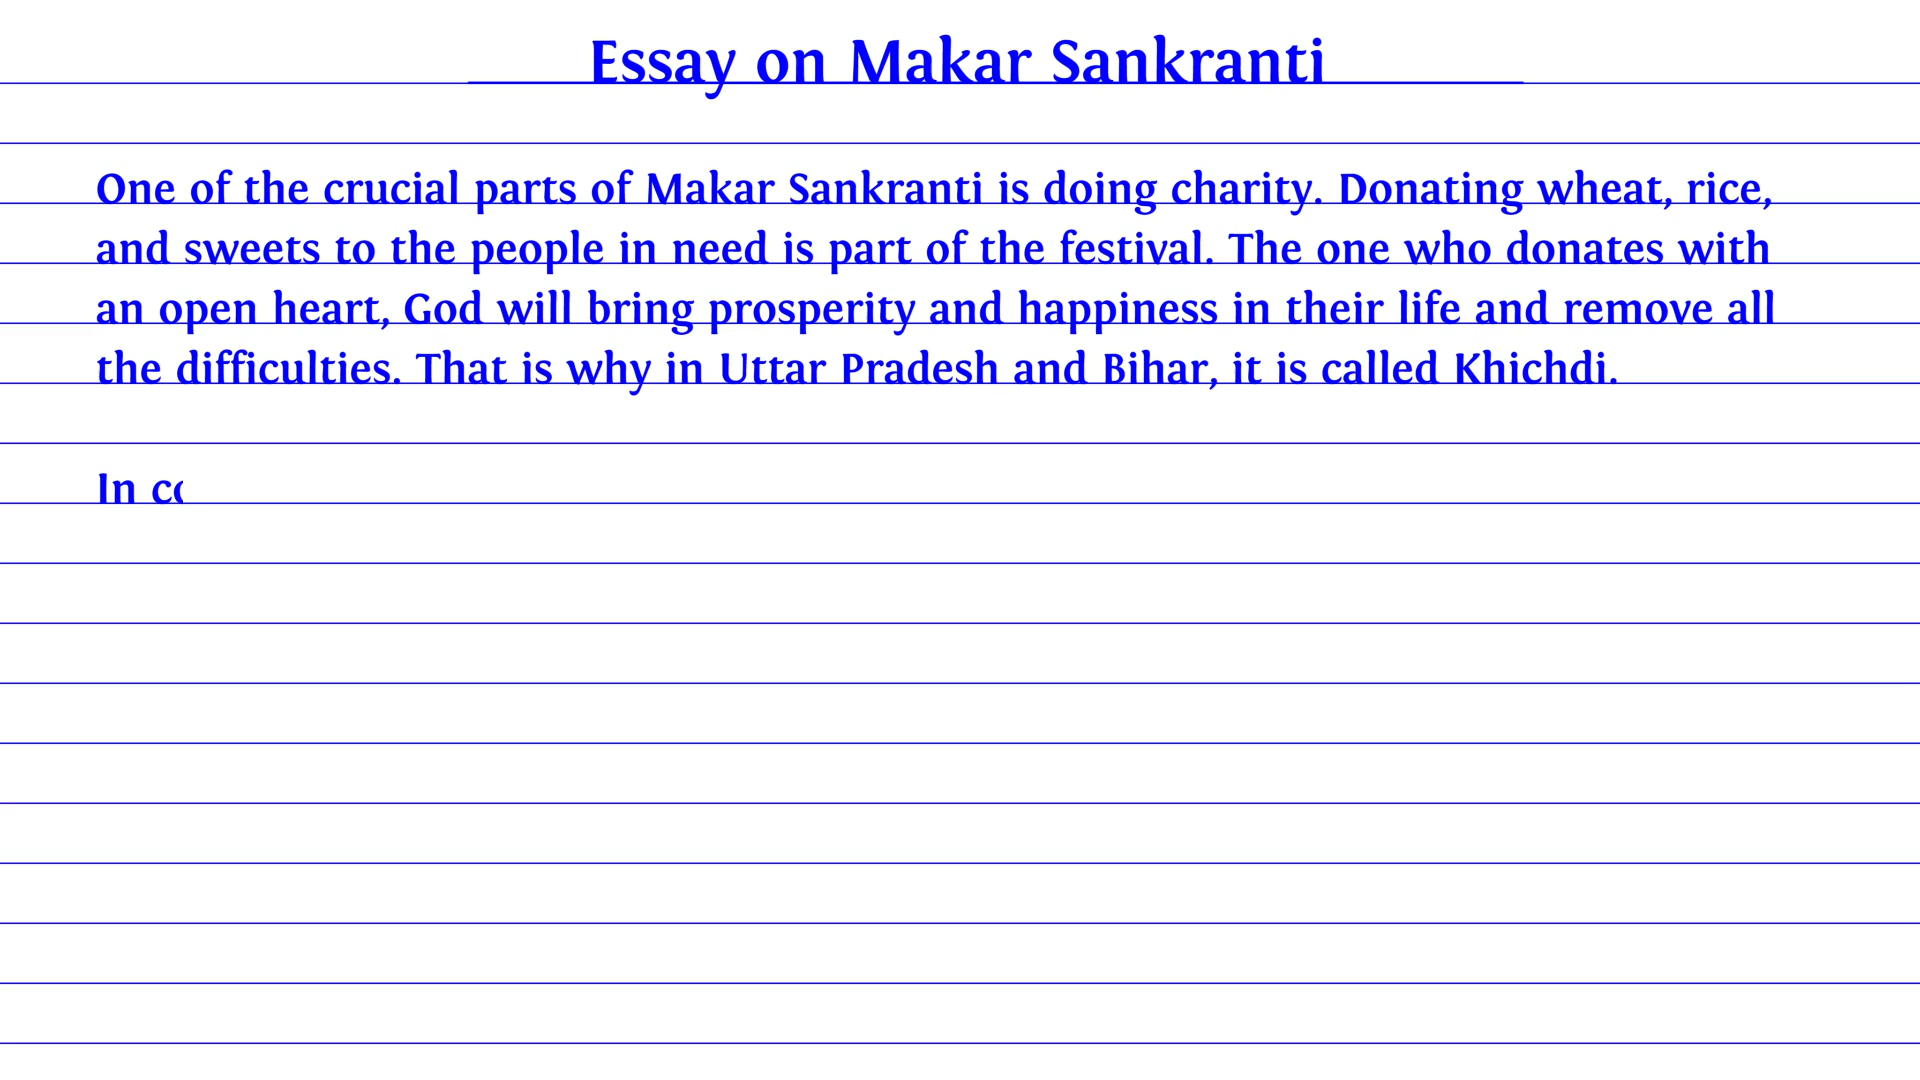 Essay on Makar Sankranti
One of the crucial parts of Makar Sankranti is doing charity. Donating wheat, rice,
and sweets to the people in need is part of the festival. The one who donates with
an open heart, God will bring prosperity and happiness in their life and remove all
the difficulties. That is why in Uttar Pradesh and Bihar, it is called Khichdi.
In